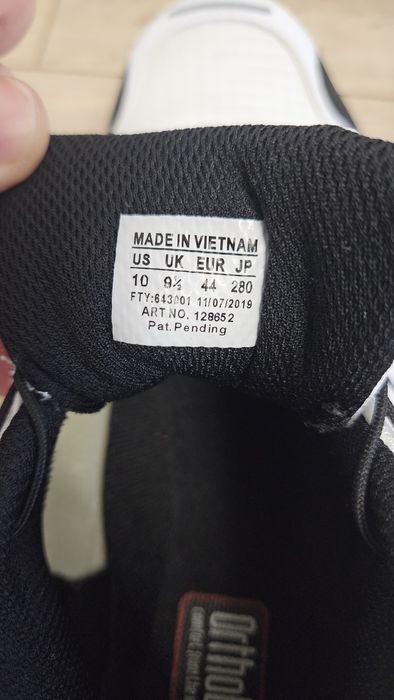 MADE IN VIETNAM
US UK EUR JP
10 9½ 44 280
FTY:643001 11/07/2019
ART NO. 128652
Pat.Pending
Ortho